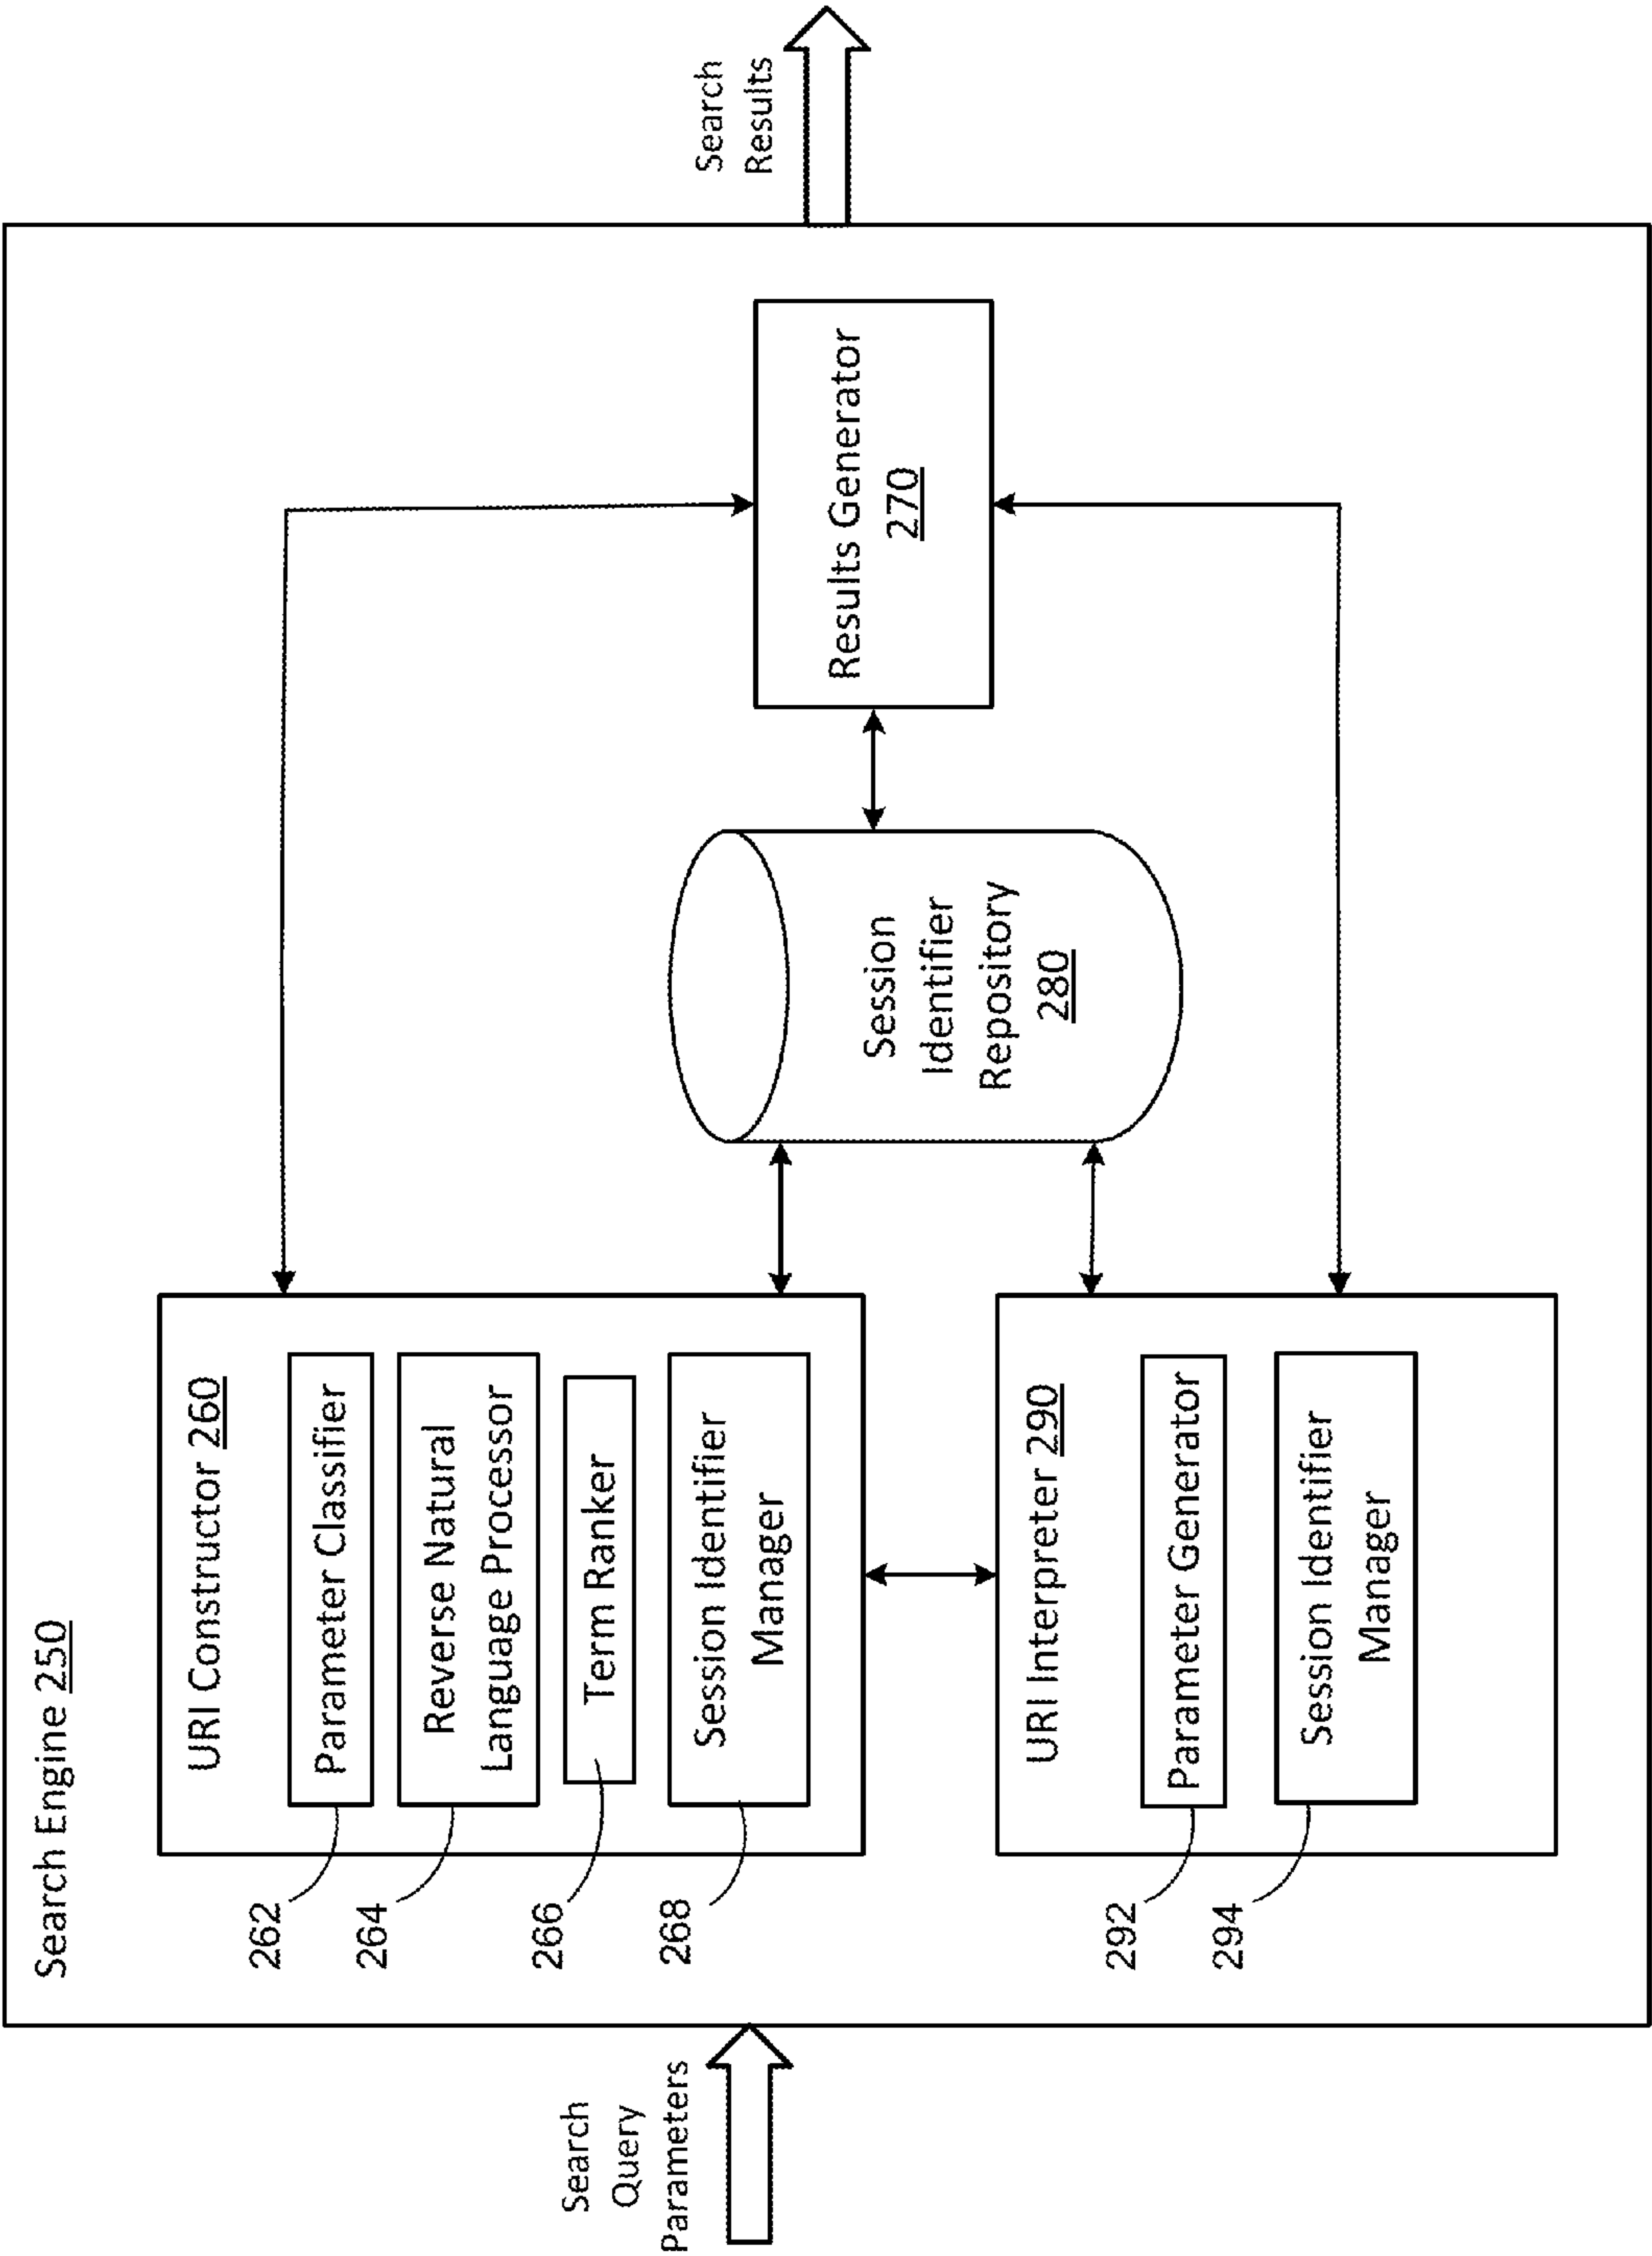 Search Engine 250
Search
Query
Parameters
URI Constructor 260
262
Parameter Classifier
264
Reverse Natural
Language Processor
266
Term Ranker
268
Session Identifier
Manager
URI Interpreter 290
292
Parameter Generator
294
Session Identifier
Manager
Session
Identifier
Repository
280
Results Generator
270
Search
Results